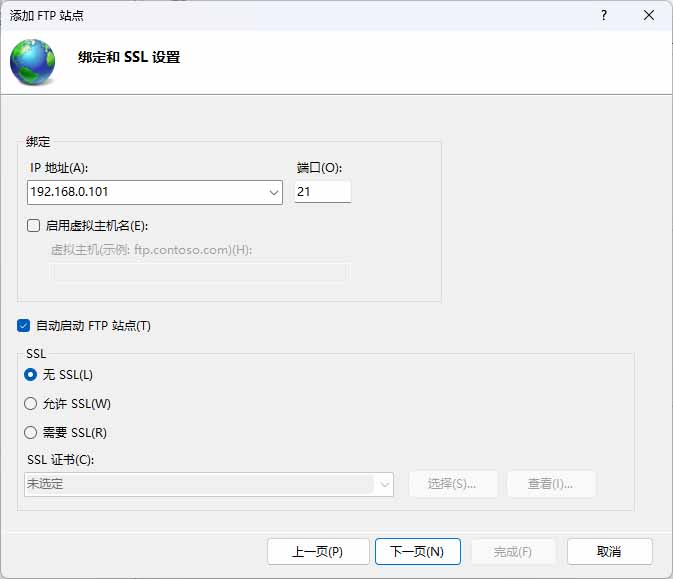 添加 FTP 站点
?
绑定和 SSL 设置
绑定
IP 地址(A): 端口(O):
192.168.0.101 21
启用虚拟主机名(E):
虚拟主机(示例: ftp.contoso.com)(H):
自动启动 FTP 站点(T)
SSL
无 SSL(L)
允许 SSL(W)
需要 SSL(R)
SSL 证书(C):
未选定 选择(S)... 查看(I)...
上一页(P) 下一页(N) 完成(F) 取消